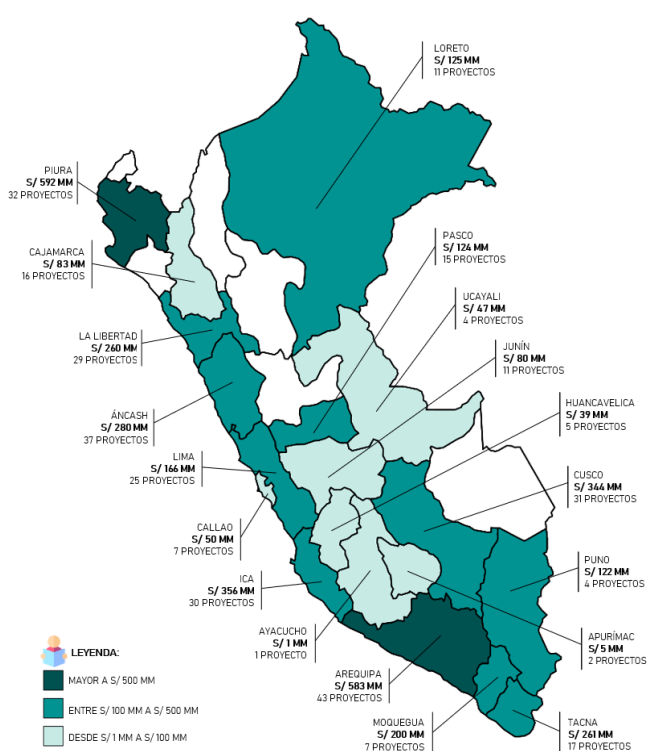 LORETO
S/ 125 MM
11 PROYECTOS
PIURA
S/ 592 MM
32 PROYECTOS
PASCO
S/ 124 MM
15 PROYECTOS
CAJAMARCA
S/ 83 MM
16 PROYECTOS
UCAYALI
S/ 47 MM
4 PROYECTOS
LA LIBERTAD
S/ 260 MM
29 PROYECTOS
JUNÍN
S/ 80 MM
11 PROYECTOS
ÁNCASH
S/ 280 MM
37 PROYECTOS
HUANCAVELICA
S/ 39 MM
5 PROYECTOS
LIMA
S/ 166 MM
25 PROYECTOS
CUSCO
S/ 344 MM
31 PROYECTOS
CALLAO
S/ 50 MM
7 PROYECTOS
PUNO
S/ 122 MM
4 PROYECTOS
ICA
S/ 356 MM
30 PROYECTOS
AYACUCHO
S/ 1 MM
1 PROYECTO
APURÍMAC
S/ 5 MM
2 PROYECTOS
AREQUIPA
S/ 583 MM
43 PROYECTOS
MOQUEGUA
S/ 200 MM
7 PROYECTOS
TACNA
S/ 261 MM
17 PROYECTOS
LEYENDA:
MAYOR A S/ 500 MM
ENTRE S/ 100 MM A S/ 500 MM
DESDE S/ 1 MM A S/ 100 MM